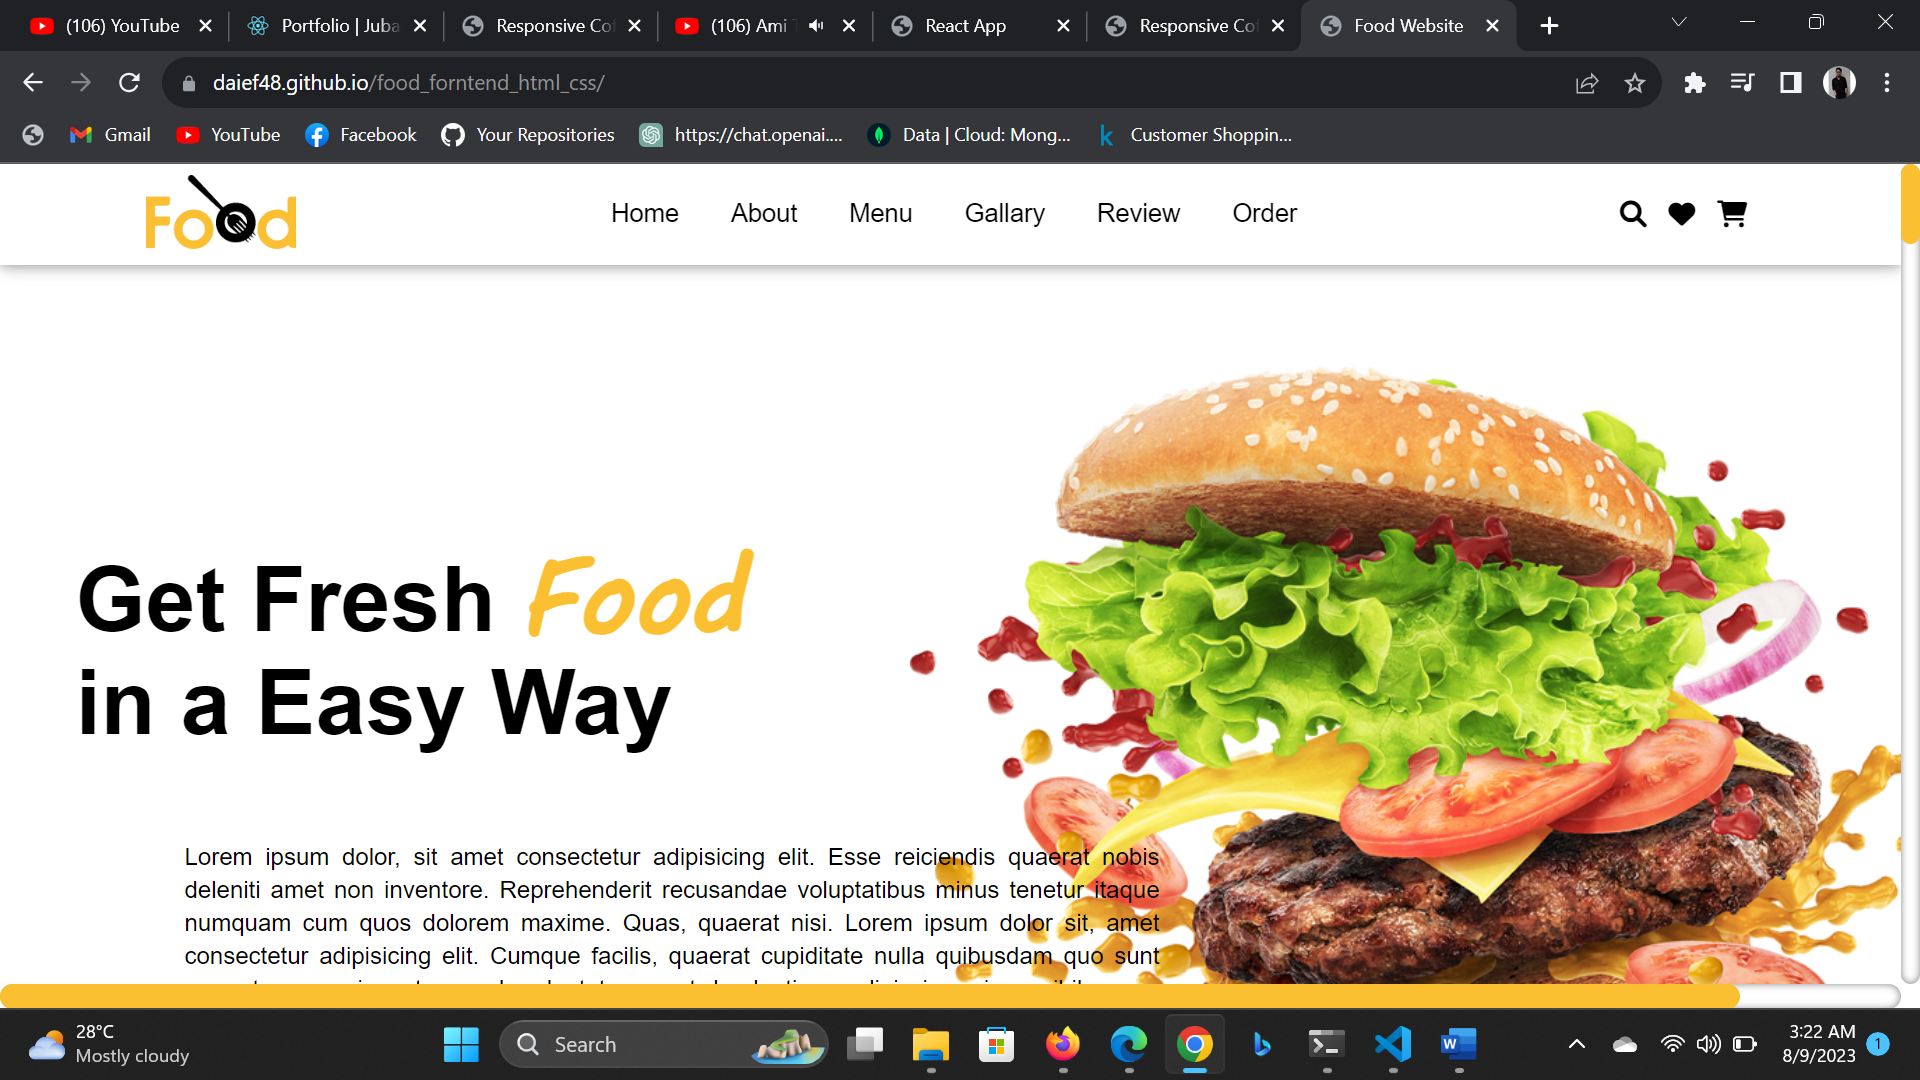 (106) YouTube
Portfolio | Juba
Responsive Co
(106) Ami
React App
Responsive Co
Food Website
daief48.github.io/food_forntend_html_css/
Gmail
YouTube
Facebook
Your Repositories
https://chat.openai....
Data | Cloud: Mong...
Customer Shoppin...
Food
Home About Menu Gallary Review Order
Get Fresh Food
in a Easy Way
Lorem ipsum dolor, sit amet consectetur adipisicing elit. Esse reiciendis quaerat nobis
deleniti amet non inventore. Reprehenderit recusandae voluptatibus minus tenetur itaque
numquam cum quos dolorem maxime. Quas, quaerat nisi. Lorem ipsum dolor sit, amet
consectetur adipisicing elit. Cumque facilis, quaerat cupiditate nulla quibusdam quo sunt
28°C
Mostly cloudy
Search
3:22 AM
8/9/2023
1